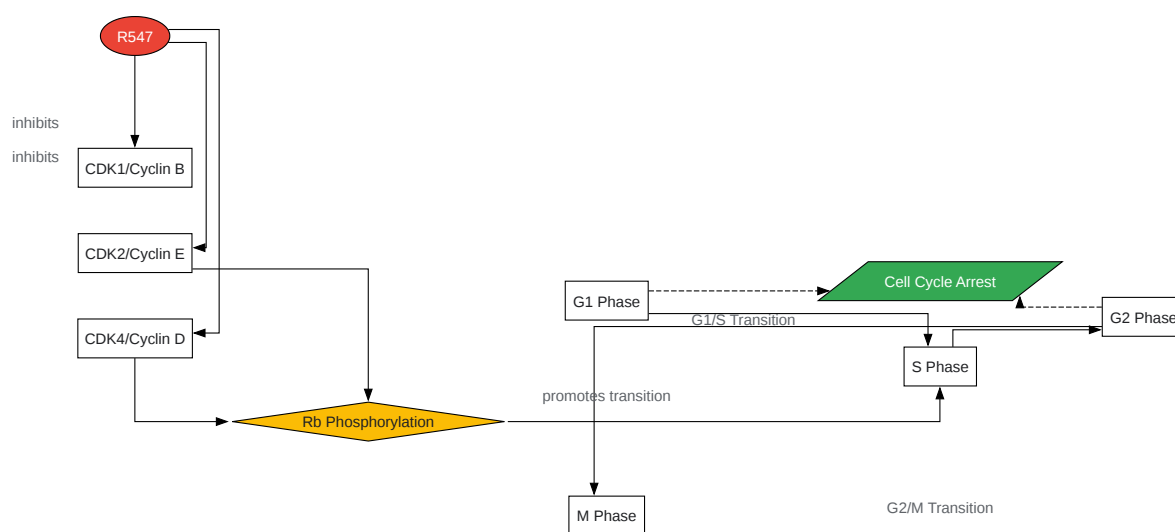 R547
inhibits
inhibits
CDK1/Cyclin B
CDK2/Cyclin E
CDK4/Cyclin D
Rb Phosphorylation
promotes transition
G1 Phase
G1/S Transition
Cell Cycle Arrest
G2 Phase
S Phase
M Phase
G2/M Transition